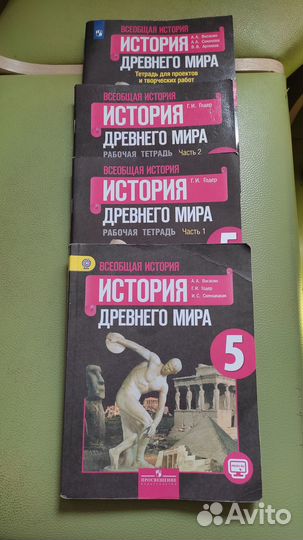 ВСЕОБЩАЯ ИСТОРИЯ
ИСТОРИЯ
А.А. Вигасин
ДРЕВНЕГО МИРА
Тетрадь для проектов
и творческих работ
ВСЕОБЩАЯ ИСТОРИЯ
ИСТОРИЯ
Г.И. Годер
ДРЕВНЕГО МИРА
РАБОЧАЯ ТЕТРАДЬ Часть 2
ВСЕОБЩАЯ ИСТОРИЯ
ИСТОРИЯ
Г.И. Годер
ДРЕВНЕГО МИРА
РАБОЧАЯ ТЕТРАДЬ Часть 1
5
ВСЕОБЩАЯ ИСТОРИЯ
ИСТОРИЯ
А.А. Вигасин
Г.И. Годер
И.С. Свенцицкая
ДРЕВНЕГО МИРА
5
ПРОСВЕЩЕНИЕ
ИЗДАТЕЛЬСТВО
Avito